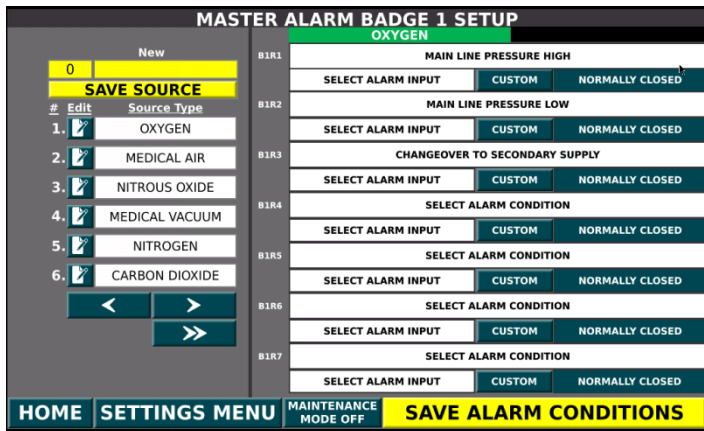 MASTER ALARM BADGE 1 SETUP
New
0
SAVE SOURCE
# Edit Source Type
1. OXYGEN
2. MEDICAL AIR
3. NITROUS OXIDE
4. MEDICAL VACUUM
5. NITROGEN
6. CARBON DIOXIDE
OXYGEN
B1R1 MAIN LINE PRESSURE HIGH
SELECT ALARM INPUT CUSTOM NORMALLY CLOSED
B1R2 MAIN LINE PRESSURE LOW
SELECT ALARM INPUT CUSTOM NORMALLY CLOSED
B1R3 CHANGEOVER TO SECONDARY SUPPLY
SELECT ALARM INPUT CUSTOM NORMALLY CLOSED
B1R4 SELECT ALARM CONDITION
SELECT ALARM INPUT CUSTOM NORMALLY CLOSED
B1R5 SELECT ALARM CONDITION
SELECT ALARM INPUT CUSTOM NORMALLY CLOSED
B1R6 SELECT ALARM CONDITION
SELECT ALARM INPUT CUSTOM NORMALLY CLOSED
B1R7 SELECT ALARM CONDITION
SELECT ALARM INPUT CUSTOM NORMALLY CLOSED
HOME SETTINGS MENU MAINTENANCE
MODE OFF
SAVE ALARM CONDITIONS